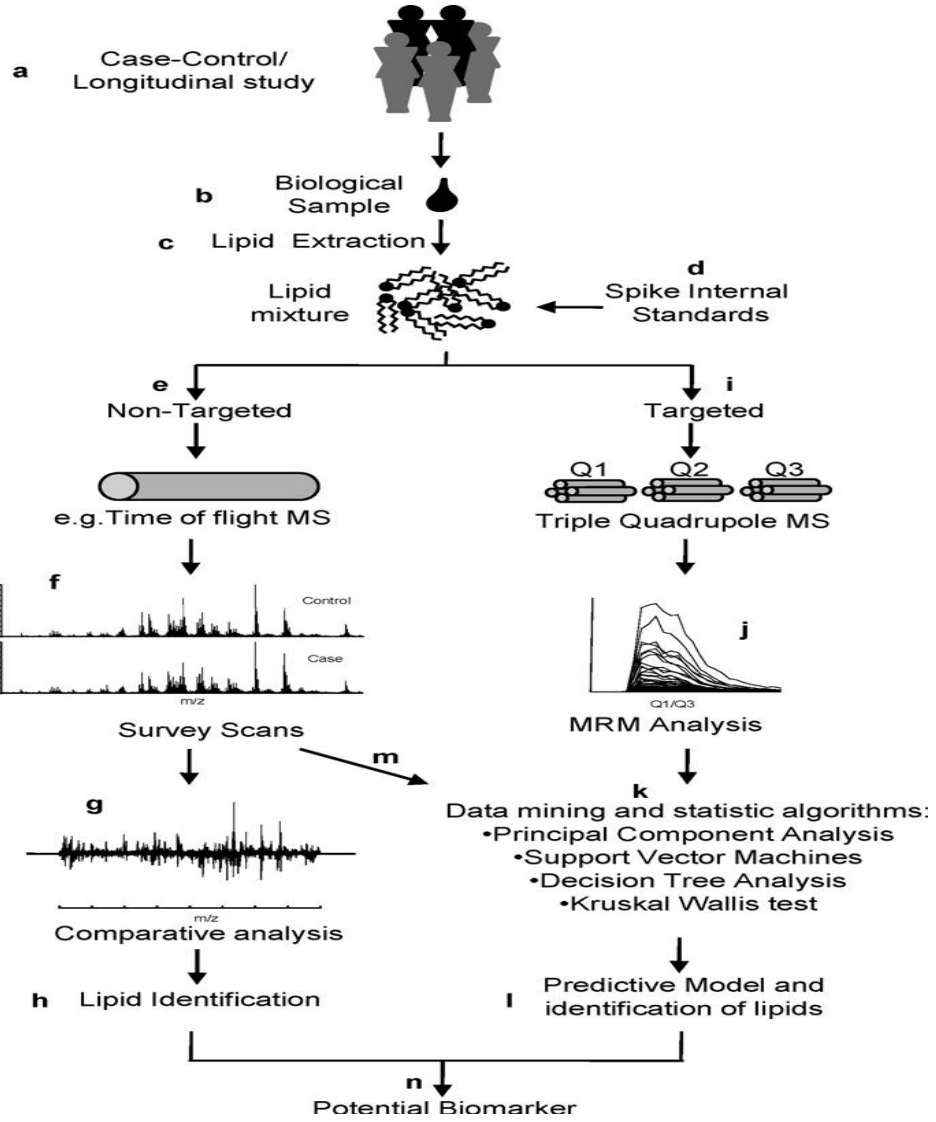 a
Case-Control/
Longitudinal study
b
Biological
Sample
c
Lipid Extraction
Lipid
mixture
d
Spike Internal
Standards
e
Non-Targeted
i
Targeted
e.g.Time of flight MS
Q1 Q2 Q3
Triple Quadrupole MS
f
Control
Case
m/z
Survey Scans
j
Q1/Q3
MRM Analysis
m
g
m/z
Comparative analysis
k
Data mining and statistic algorithms:
•Principal Component Analysis
•Support Vector Machines
•Decision Tree Analysis
•Kruskal Wallis test
h Lipid Identification
l
Predictive Model and
identification of lipids
n
Potential Biomarker